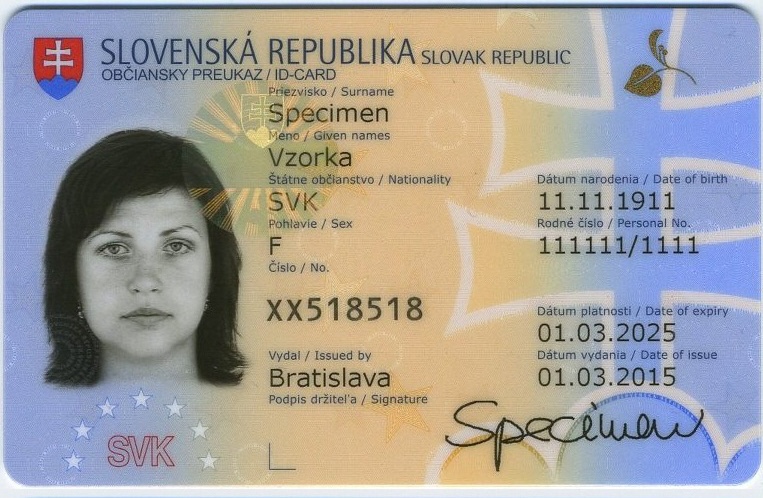 SLOVENSKÁ REPUBLIKA SLOVAK REPUBLIC
OBČIANSKY PREUKAZ / ID-CARD
Priezvisko / Surname
Specimen
Meno / Given names
Vzorka
Štátne občianstvo / Nationality
SVK
Pohlavie / Sex
F
Číslo / No.
XX518518
Vydal / Issued by
Bratislava
Podpis držiteľa / Signature
Dátum narodenia / Date of birth
11.11.1911
Rodné číslo / Personal No.
111111/1111
Dátum platnosti / Date of expiry
01.03.2025
Dátum vydania / Date of issue
01.03.2015
Specimen
SVK